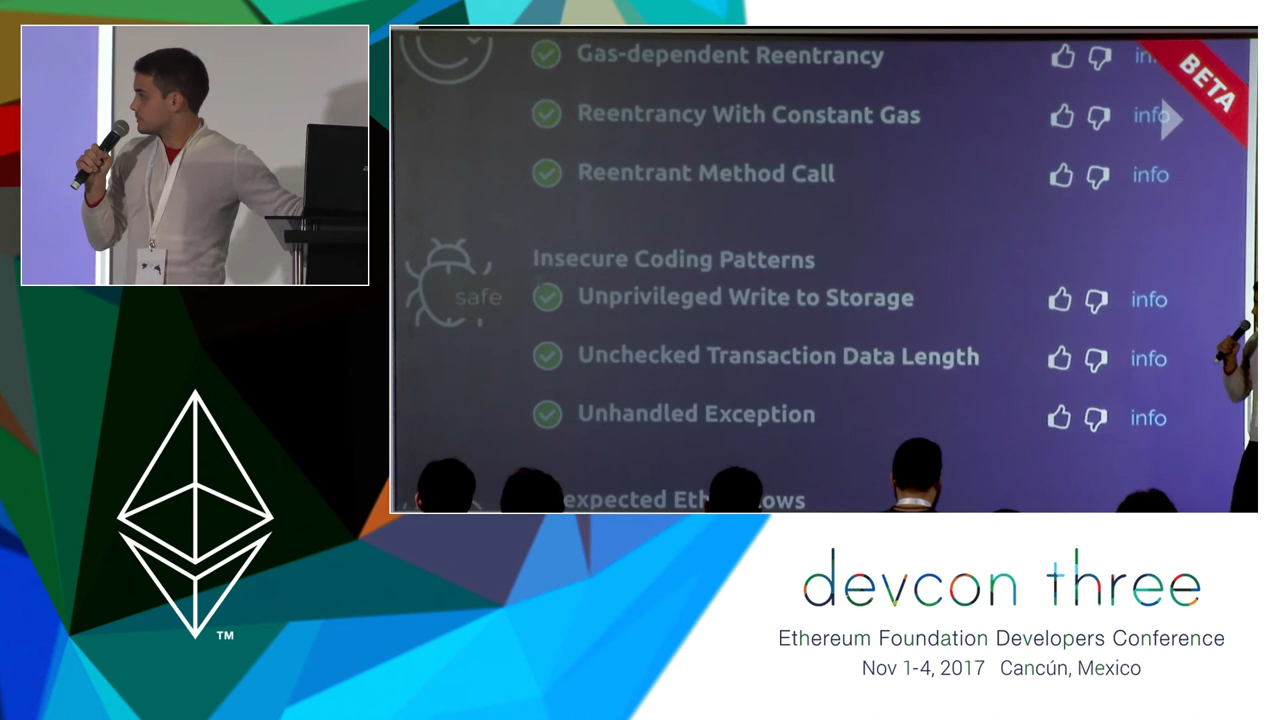 Gas-dependent Reentrancy
BETA
Reentrancy With Constant Gas info
Reentrant Method Call info
Insecure Coding Patterns
safe
Unprivileged Write to Storage info
Unchecked Transaction Data Length info
Unhandled Exception info
TM
devcon three
Ethereum Foundation Developers Conference
Nov 1-4, 2017 Cancún, Mexico